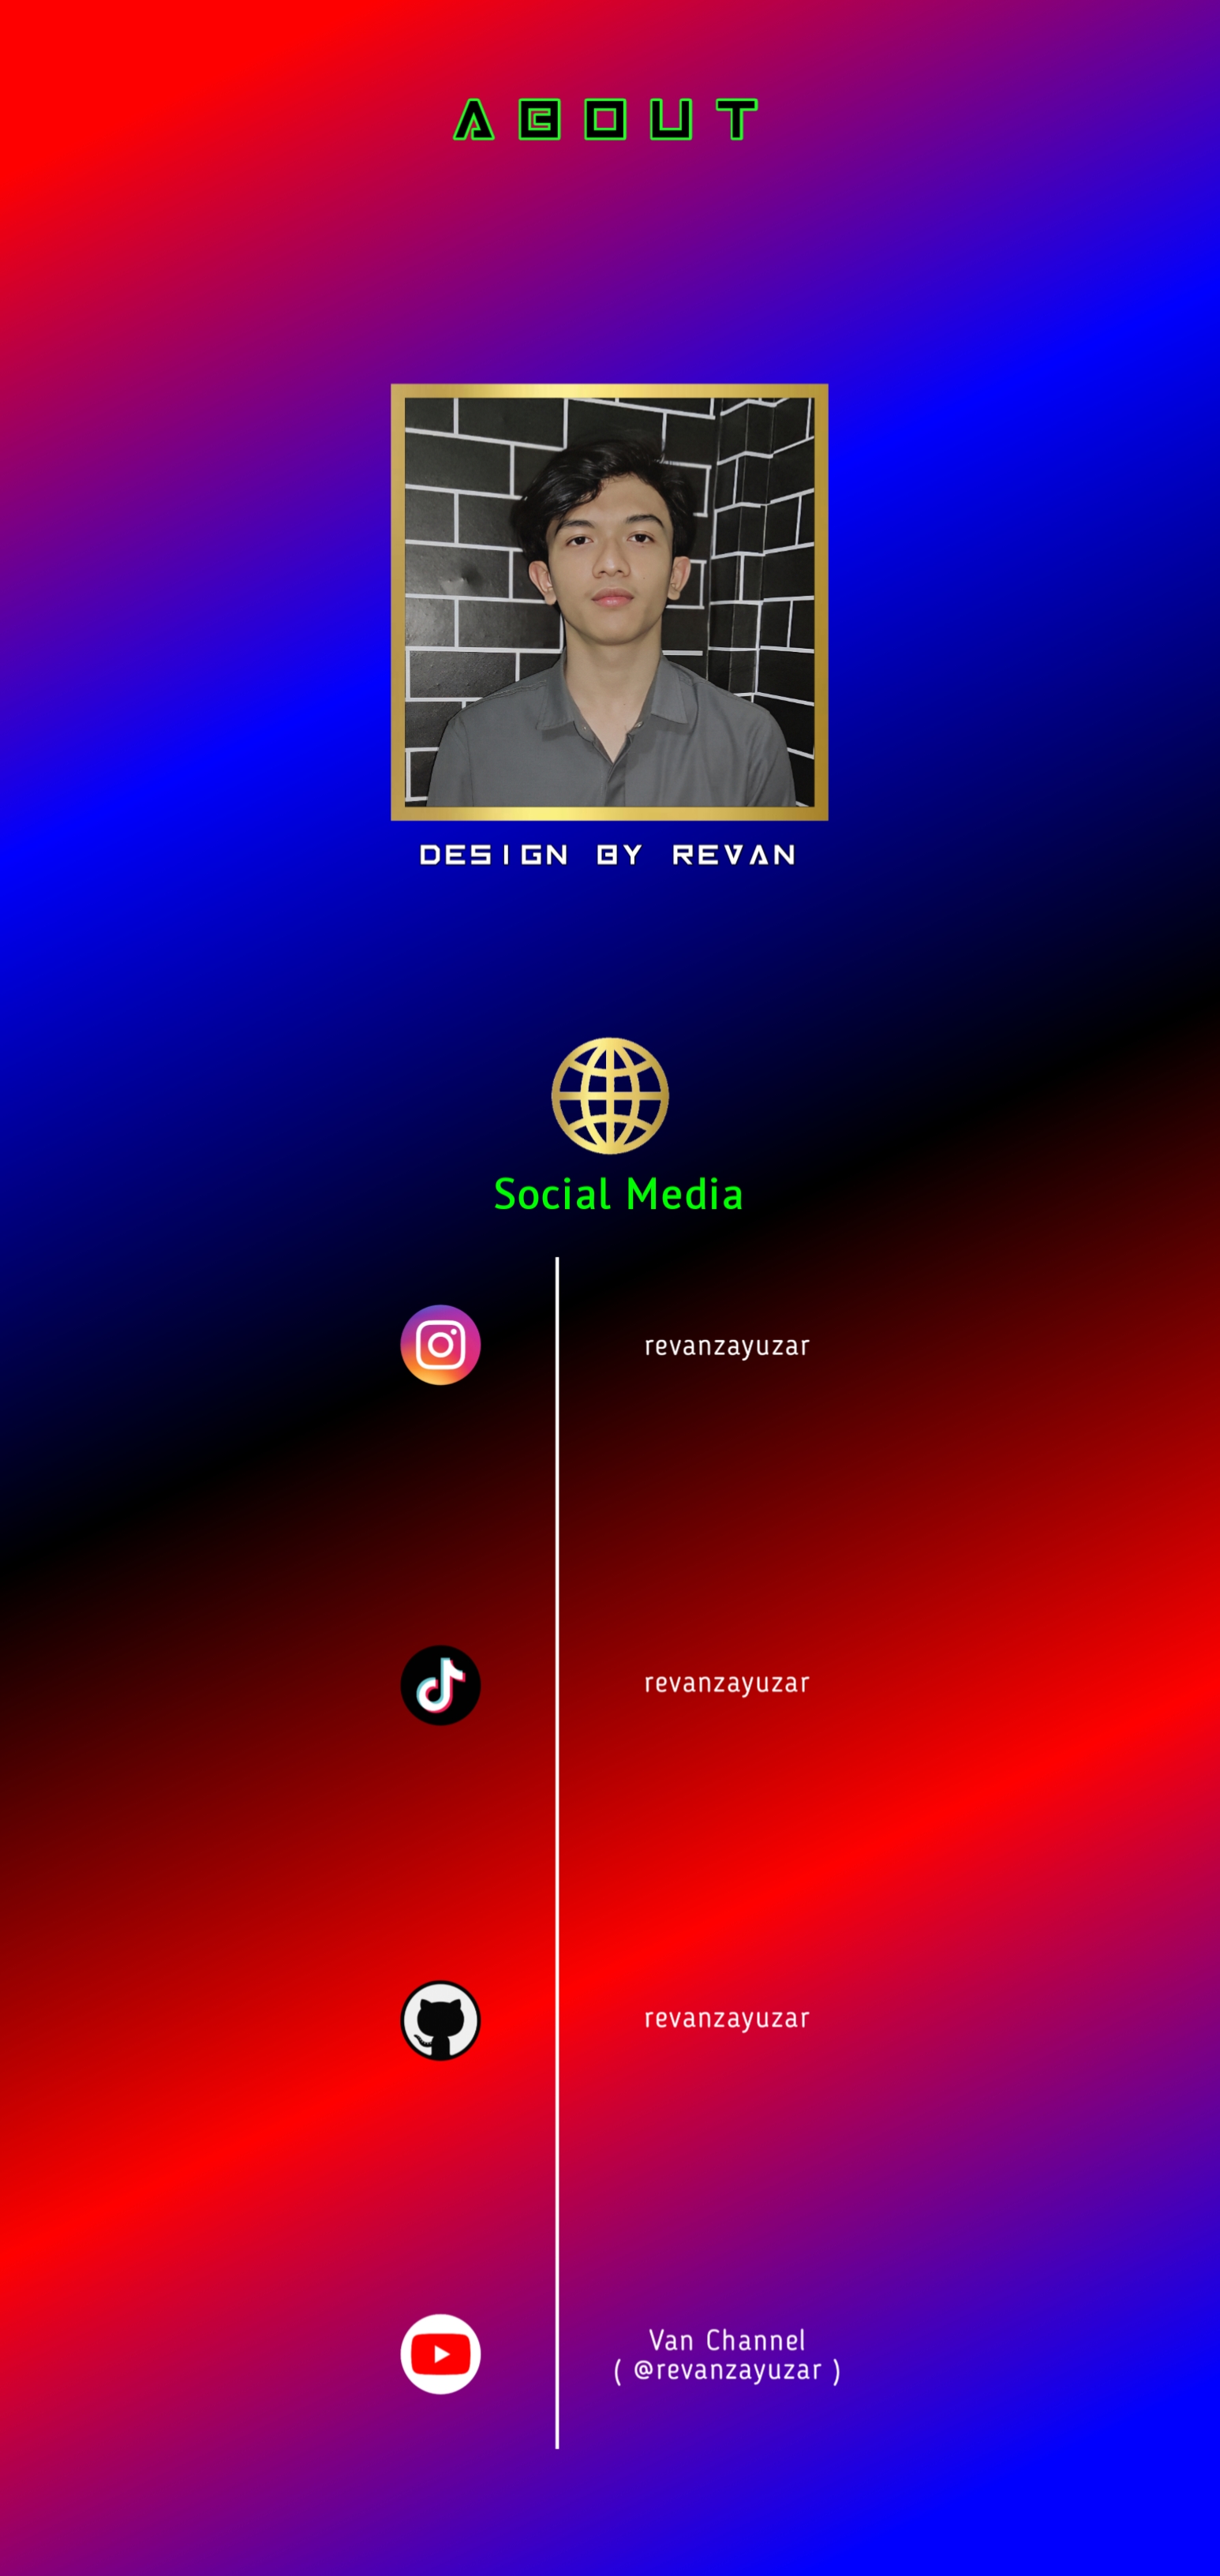 ABOUT
DESIGN BY REVAN
Social Media
revanzayuzar
revanzayuzar
revanzayuzar
Van Channel
( @revanzayuzar )